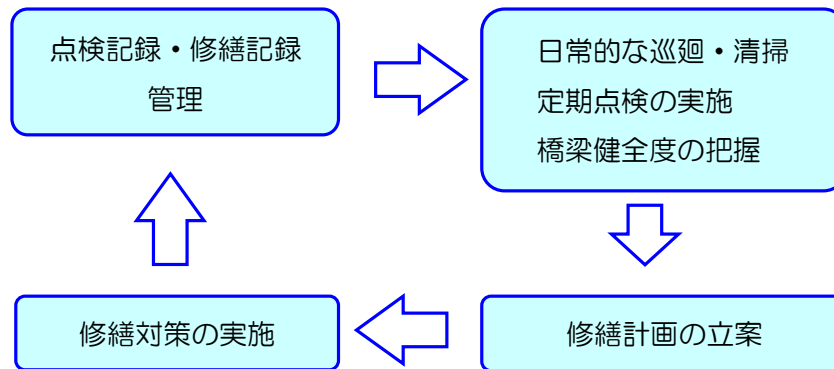 点検記録・修繕記録
管理
日常的な巡廻・清掃
定期点検の実施
橋梁健全度の把握
修繕対策の実施
修繕計画の立案